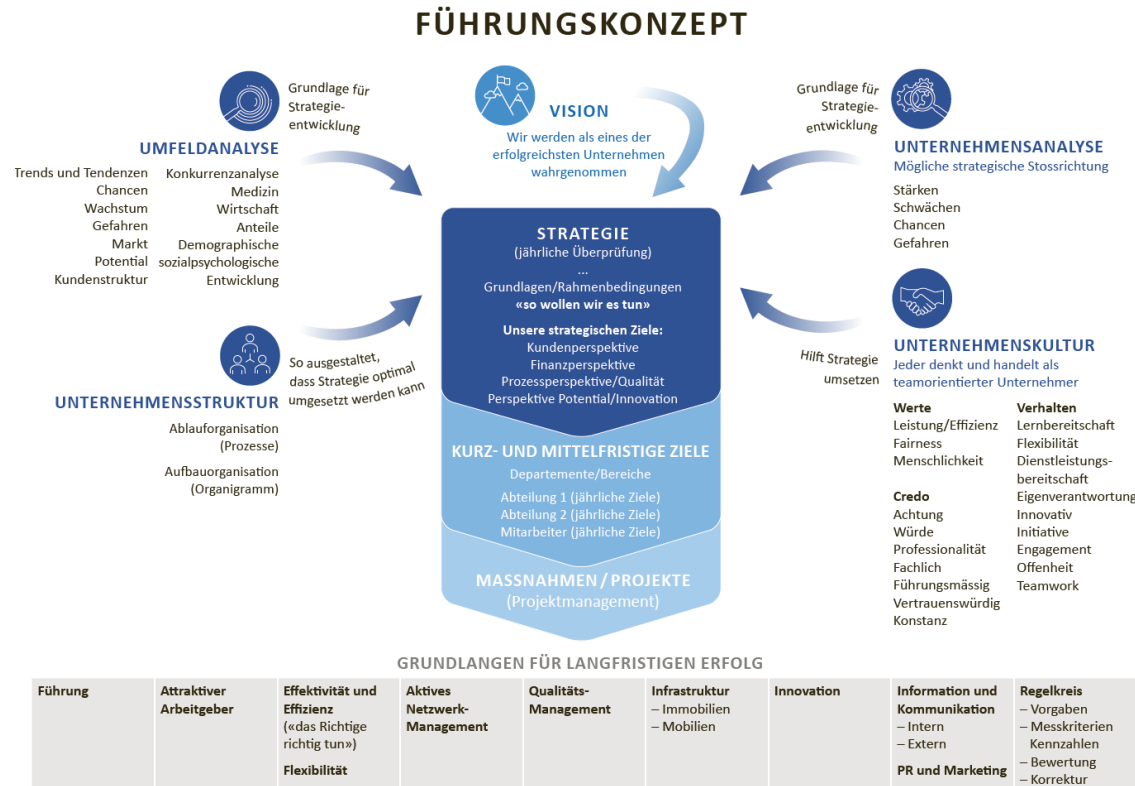 FÜHRUNGSKONZEPT
Grundlage für
Strategie-
entwicklung
UMFELDANALYSE
Trends und Tendenzen
Chancen
Wachstum
Gefahren
Markt
Potential
Kundenstruktur
Konkurrenzanalyse
Medizin
Wirtschaft
Anteile
Demographische
sozialpsychologische
Entwicklung
VISION
Wir werden als eines der
erfolgreichsten Unternehmen
wahrgenommen
Grundlage für
Strategie-
entwicklung
UNTERNEHMENSANALYSE
Mögliche strategische Stossrichtung
Stärken
Schwächen
Chancen
Gefahren
STRATEGIE
(jährliche Überprüfung)
...
Grundlagen/Rahmenbedingungen
«so wollen wir es tun»
Unsere strategischen Ziele:
Kundenperspektive
Finanzperspektive
Prozessperspektive/Qualität
Perspektive Potential/Innovation
So ausgestaltet,
dass Strategie optimal
umgesetzt werden kann
UNTERNEHMENSSTRUKTUR
Ablauforganisation
(Prozesse)
Aufbauorganisation
(Organigramm)
Hilft Strategie
umsetzen
UNTERNEHMENSKULTUR
Jeder denkt und handelt als
teamorientierter Unternehmer
Werte
Leistung/Effizienz
Fairness
Menschlichkeit
Credo
Achtung
Würde
Professionalität
Fachlich
Führungsmässig
Vertrauenswürdig
Konstanz
Verhalten
Lernbereitschaft
Flexibilität
Dienstleistungs-
bereitschaft
Eigenverantwortung
Innovativ
Initiative
Engagement
Offenheit
Teamwork
KURZ- UND MITTELFRISTIGE ZIELE
Departemente/Bereiche
Abteilung 1 (jährliche Ziele)
Abteilung 2 (jährliche Ziele)
Mitarbeiter (jährliche Ziele)
MASSNAHMEN / PROJEKTE
(Projektmanagement)
GRUNDLANGEN FÜR LANGFRISTIGEN ERFOLG
Führung
Attraktiver
Arbeitgeber
Effektivität und
Effizienz
(«das Richtige
richtig tun»)
Flexibilität
Aktives
Netzwerk-
Management
Qualitäts-
Management
Infrastruktur
– Immobilien
– Mobilien
Innovation
Information und
Kommunikation
– Intern
– Extern
PR und Marketing
Regelkreis
– Vorgaben
– Messkriterien
Kennzahlen
– Bewertung
– Korrektur